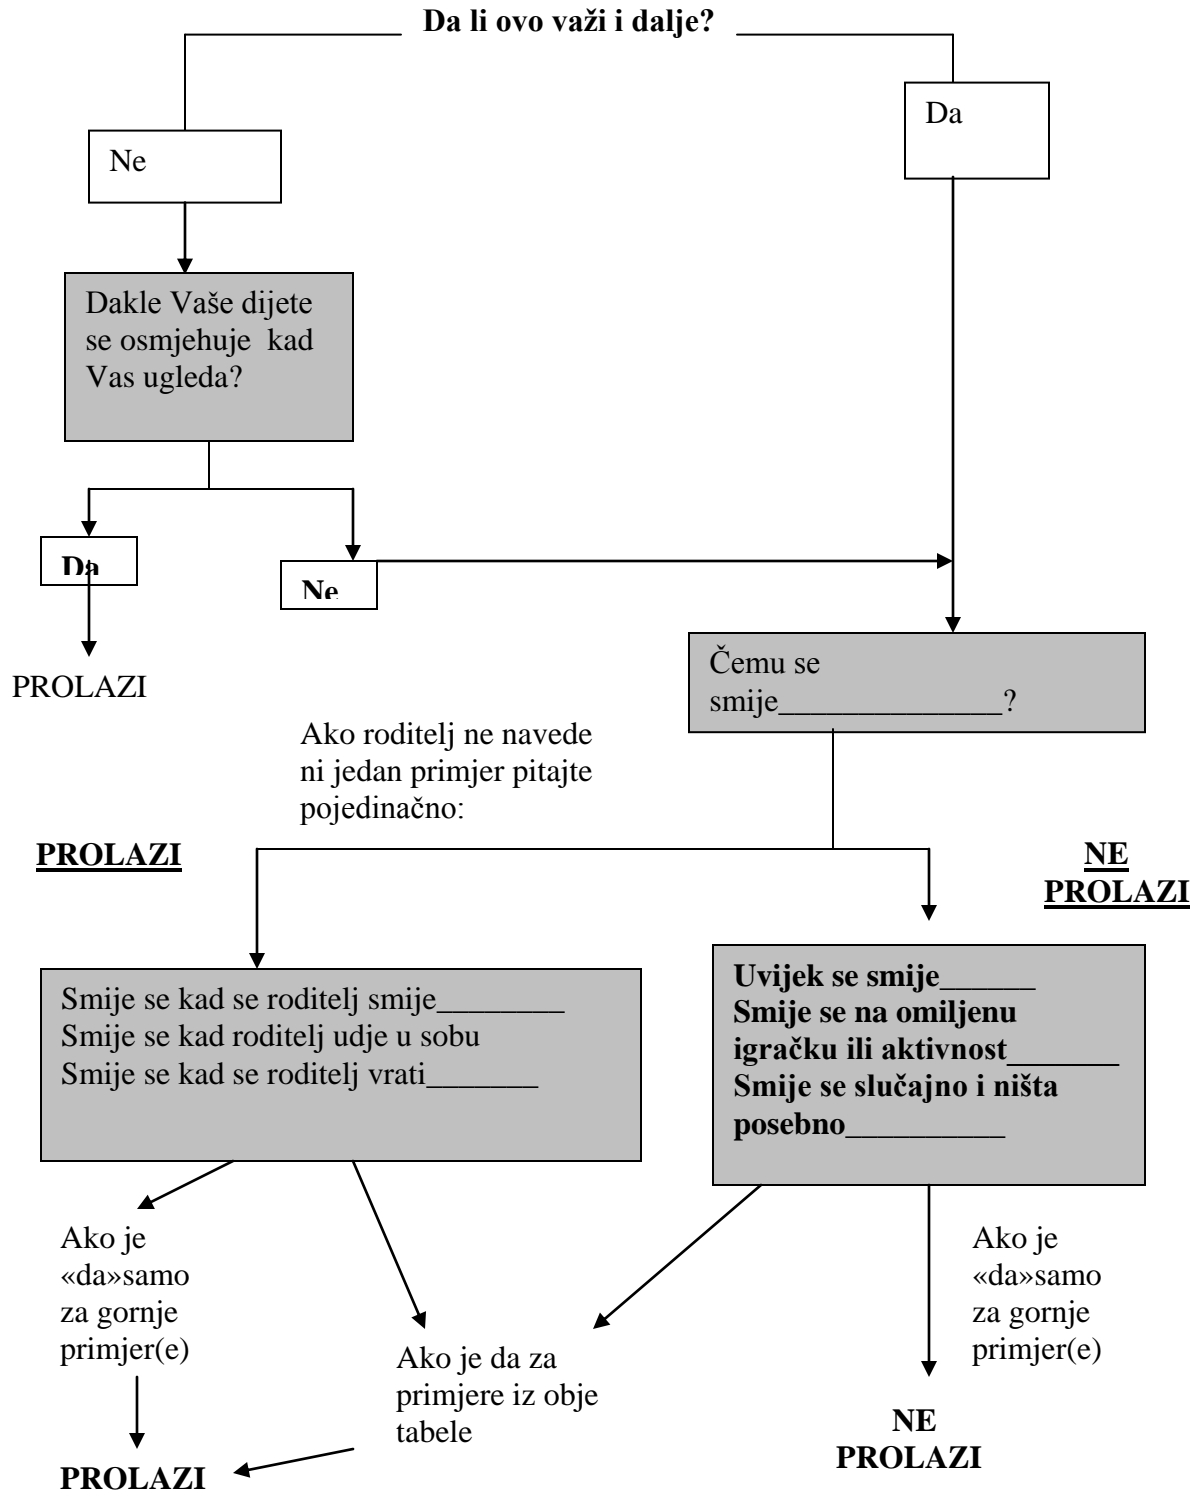 Da li ovo važi i dalje?
Da
Ne
Dakle Vaše dijete
se osmjehuje kad
Vas ugleda?
Da
Ne
PROLAZI
Čemu se
smije______________?
Ako roditelj ne navede
ni jedan primjer pitajte
pojedinačno:
PROLAZI
NE
PROLAZI
Smije se kad se roditelj smije________
Smije se kad roditelj udje u sobu
Smije se kad se roditelj vrati_______
Uvijek se smije______
Smije se na omiljenu
igračku ili aktivnost_______
Smije se slučajno i ništa
posebno__________
Ako je
«da»samo
za gornje
primjer(e)
Ako je da za
primjere iz obje
tabele
Ako je
«da»samo
za gornje
primjer(e)
PROLAZI
NE
PROLAZI